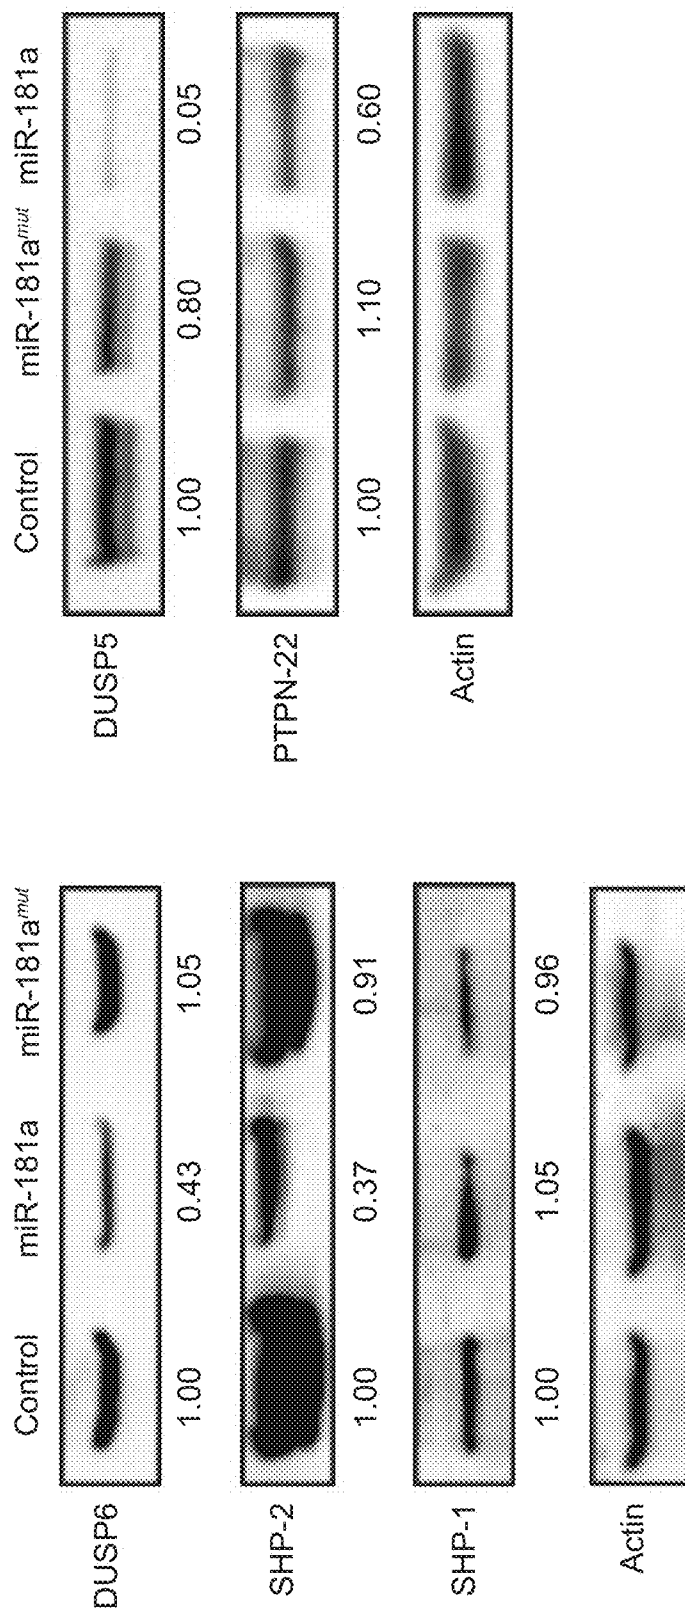 Control miR-181a miR-181a^mut
DUSP6
1.00 0.43 1.05
SHP-2
1.00 0.37 0.91
SHP-1
1.00 1.05 0.96
Actin
Control miR-181a^mut miR-181a
DUSP5
1.00 0.80 0.05
PTPN-22
1.00 1.10 0.60
Actin